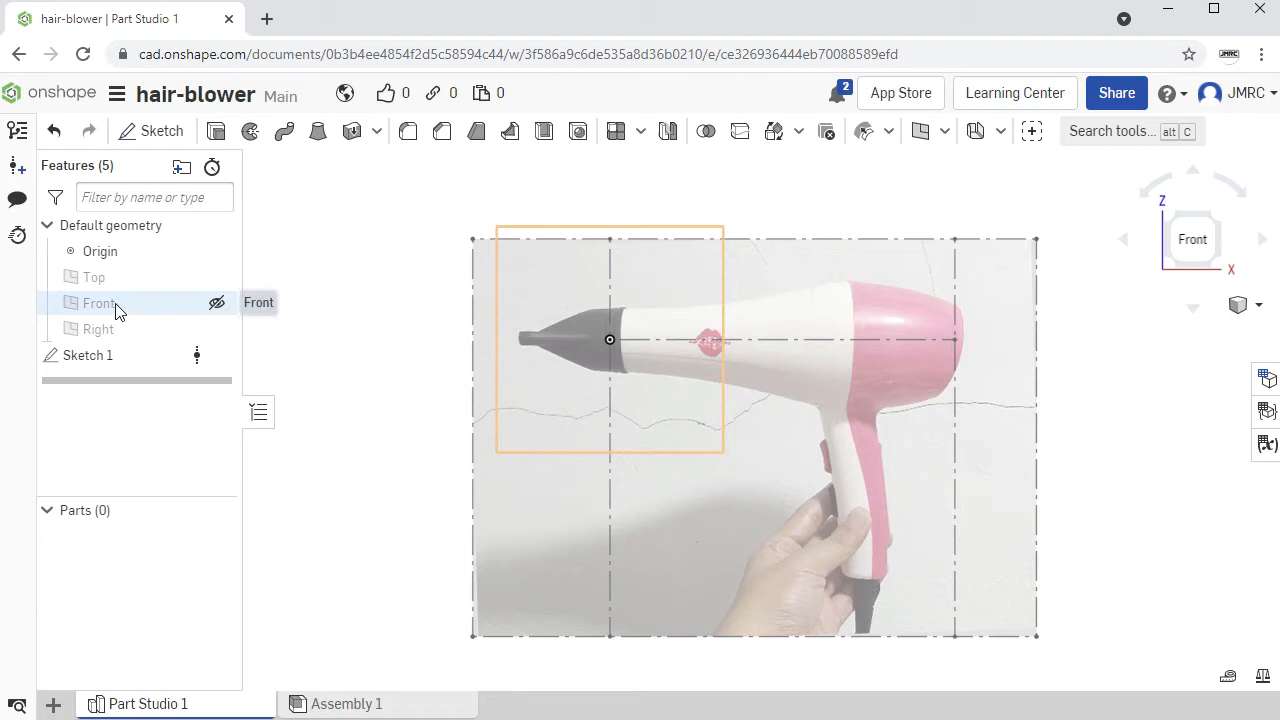 hair-blower | Part Studio 1
cad.onshape.com/documents/0b3b4ee4854f2d5c58594c44/w/3f586a9c6de535a8d36b0210/e/ce326936444eb70088589efd
onshape
hair-blower Main
0
0
0
2
App Store
Learning Center
Share
JMRC
Sketch
Search tools... alt C
Features (5)
Filter by name or type
Default geometry
Origin
Top
Front
Front
Right
Sketch 1
Parts (0)
Z
Front
X
Part Studio 1
Assembly 1